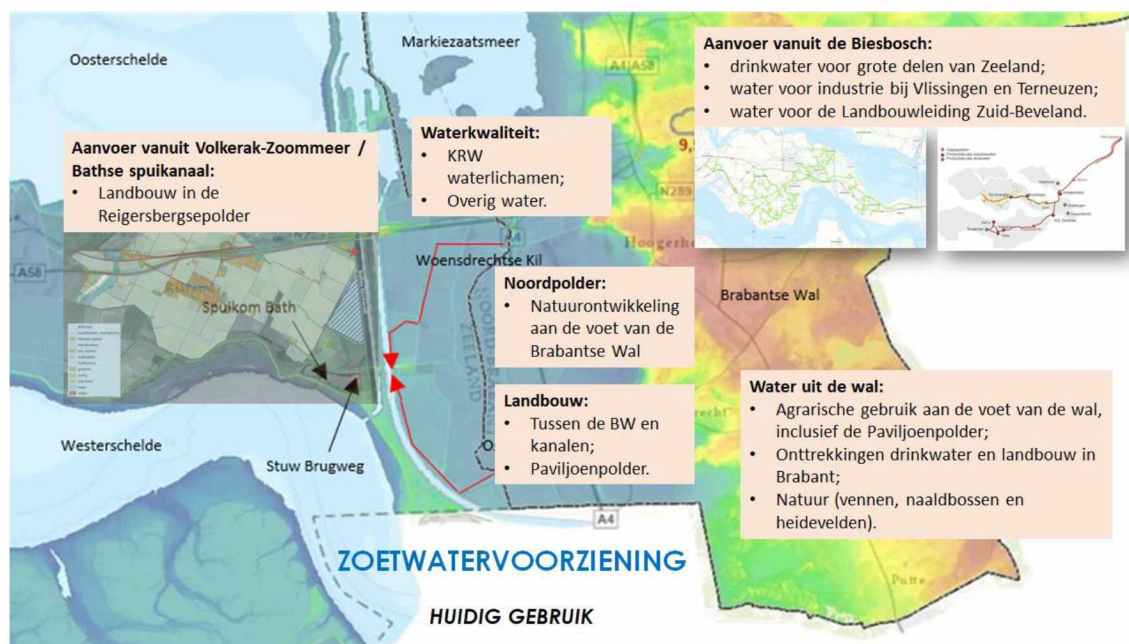 Oosterschelde
Markiezaatsmeer
A4|A58
Aanvoer vanuit de Biesbosch:
• drinkwater voor grote delen van Zeeland;
• water voor industrie bij Vlissingen en Terneuzen;
• water voor de Landbouwleiding Zuid-Beveland.
Aanvoer vanuit Volkerak-Zoommeer /
Bathse spuikanaal:
• Landbouw in de
Reigersbergsepolder
Waterkwaliteit:
• KRW
waterlichamen;
• Overig water.
N289
A58
Woensdrechtse Kil
Spuikom Bath
Noordpolder:
• Natuurontwikkeling
aan de voet van de
Brabantse Wal
Brabantse Wal
ZEELAND
Landbouw:
• Tussen de BW en
kanalen;
• Paviljoenpolder.
Water uit de wal:
• Agrarische gebruik aan de voet van de wal,
inclusief de Paviljoenpolder;
• Onttrekkingen drinkwater en landbouw in
Brabant;
• Natuur (vennen, naaldbossen en
heidevelden).
Westerschelde
Stuw Brugweg
A4
ZOETWATERVOORZIENING
Putte
HUIDIG GEBRUIK